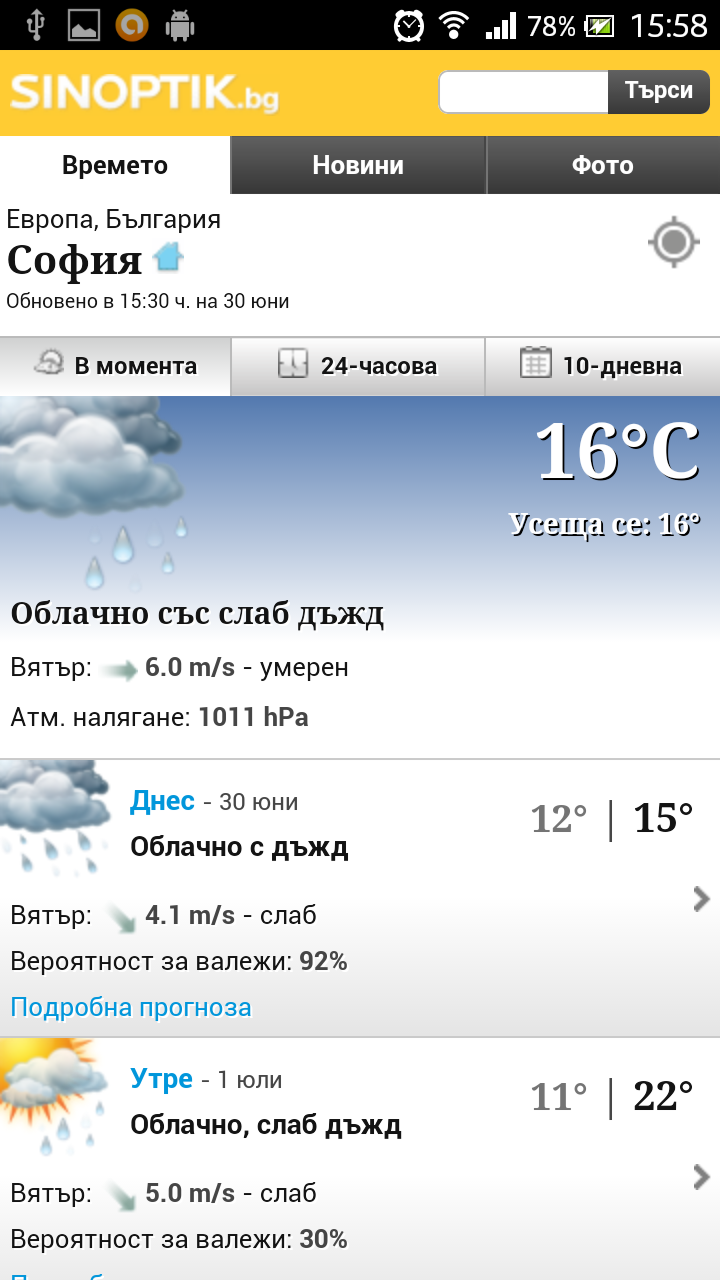 78% 15:58
SINOPTIK.bg Търси
Времето Новини Фото
Европа, България
София
Обновено в 15:30 ч. на 30 юни
В момента 24-часова 10-дневна
16°C
Усеща се: 16°
Облачно със слаб дъжд
Вятър: 6.0 m/s - умерен
Атм. налягане: 1011 hPa
Днес - 30 юни
12° | 15°
Облачно с дъжд
Вятър: 4.1 m/s - слаб
Вероятност за валежи: 92%
Подробна прогноза
Утре - 1 юли
11° | 22°
Облачно, слаб дъжд
Вятър: 5.0 m/s - слаб
Вероятност за валежи: 30%